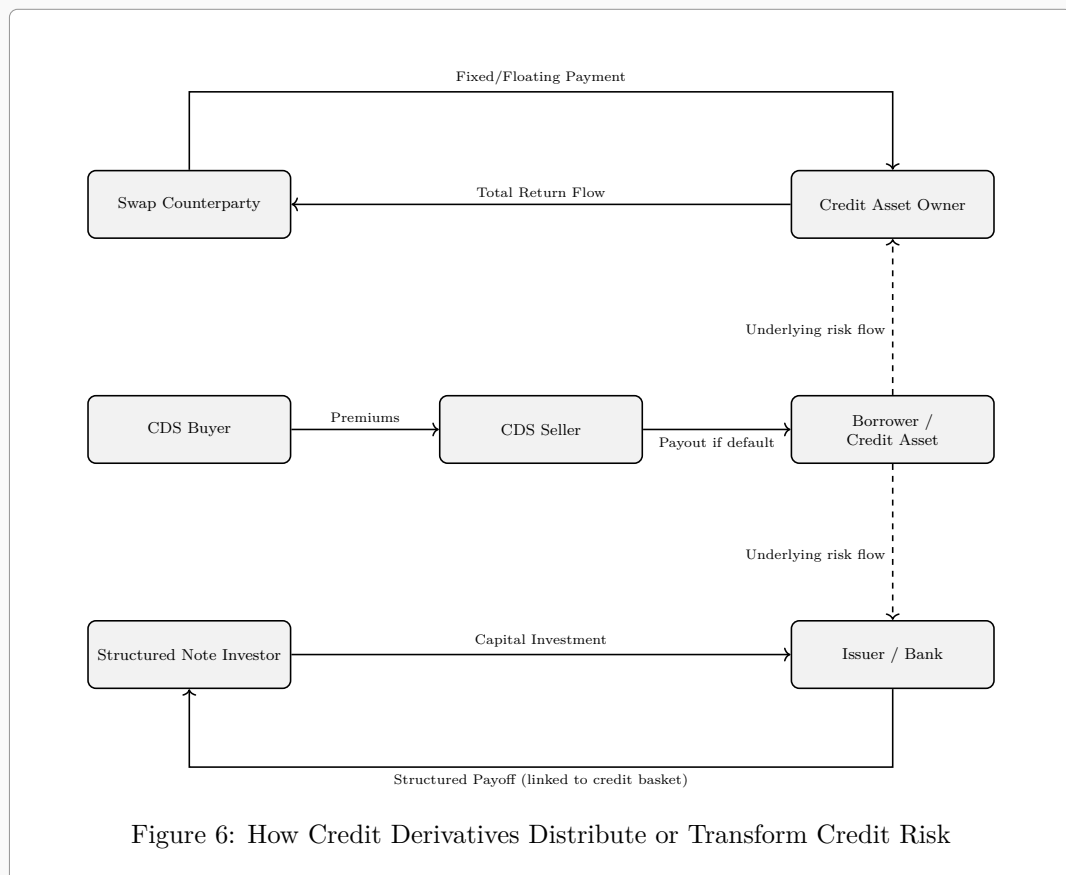 Fixed/Floating Payment
Swap Counterparty
Total Return Flow
Credit Asset Owner
Underlying risk flow
CDS Buyer
Premiums
CDS Seller
Payout if default
Borrower /
Credit Asset
Underlying risk flow
Structured Note Investor
Capital Investment
Issuer / Bank
Structured Payoff (linked to credit basket)
Figure 6: How Credit Derivatives Distribute or Transform Credit Risk